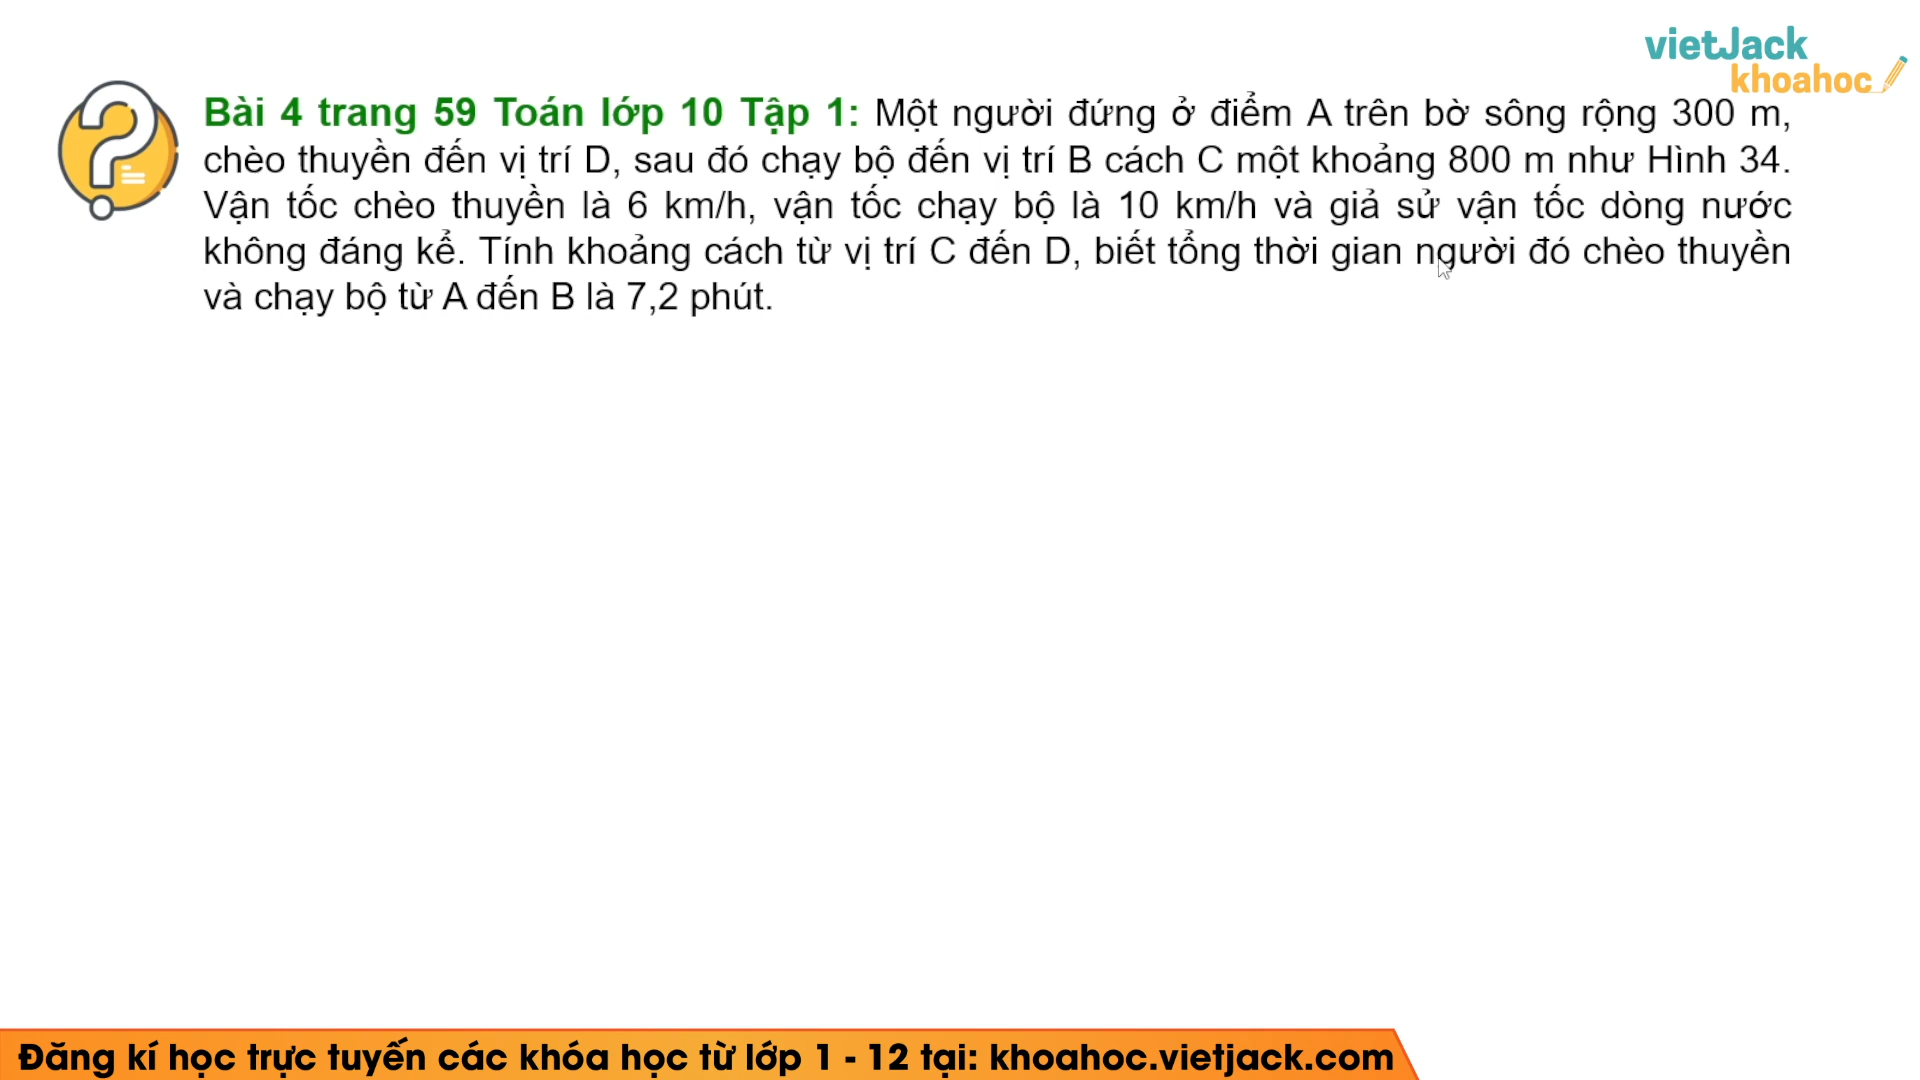 vietJack
khoahoc
Bài 4 trang 59 Toán lớp 10 Tập 1: Một người đứng ở điểm A trên bờ sông rộng 300 m,
chèo thuyền đến vị trí D, sau đó chạy bộ đến vị trí B cách C một khoảng 800 m như Hình 34.
Vận tốc chèo thuyền là 6 km/h, vận tốc chạy bộ là 10 km/h và giả sử vận tốc dòng nước
không đáng kể. Tính khoảng cách từ vị trí C đến D, biết tổng thời gian người đó chèo thuyền
và chạy bộ từ A đến B là 7,2 phút.
Đăng kí học trực tuyến các khóa học từ lớp 1 - 12 tại: khoahoc.vietjack.com